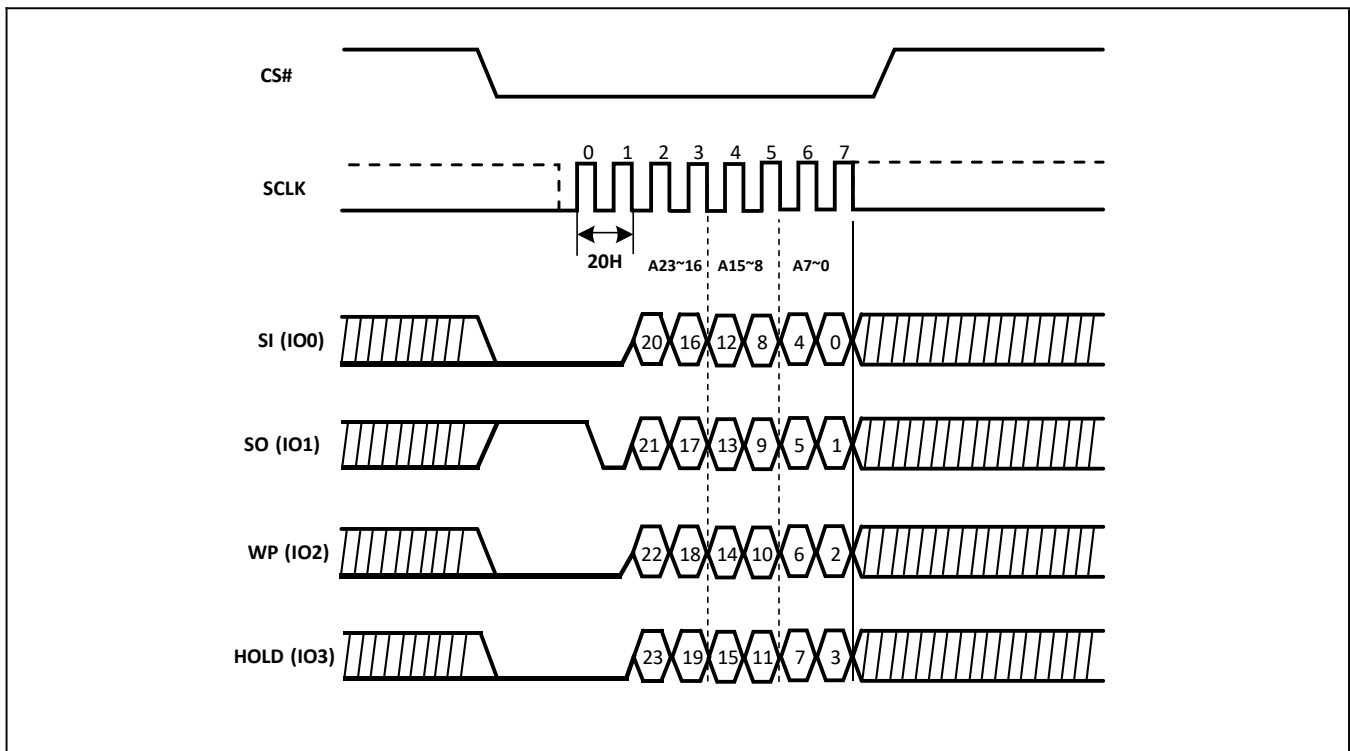 CS#
0 1 2 3 4 5 6 7
SCLK
20H A23~16 A15~8 A7~0
SI (IO0) 20 16 12 8 4 0
SO (IO1) 21 17 13 9 5 1
WP (IO2) 22 18 14 10 6 2
HOLD (IO3) 23 19 15 11 7 3